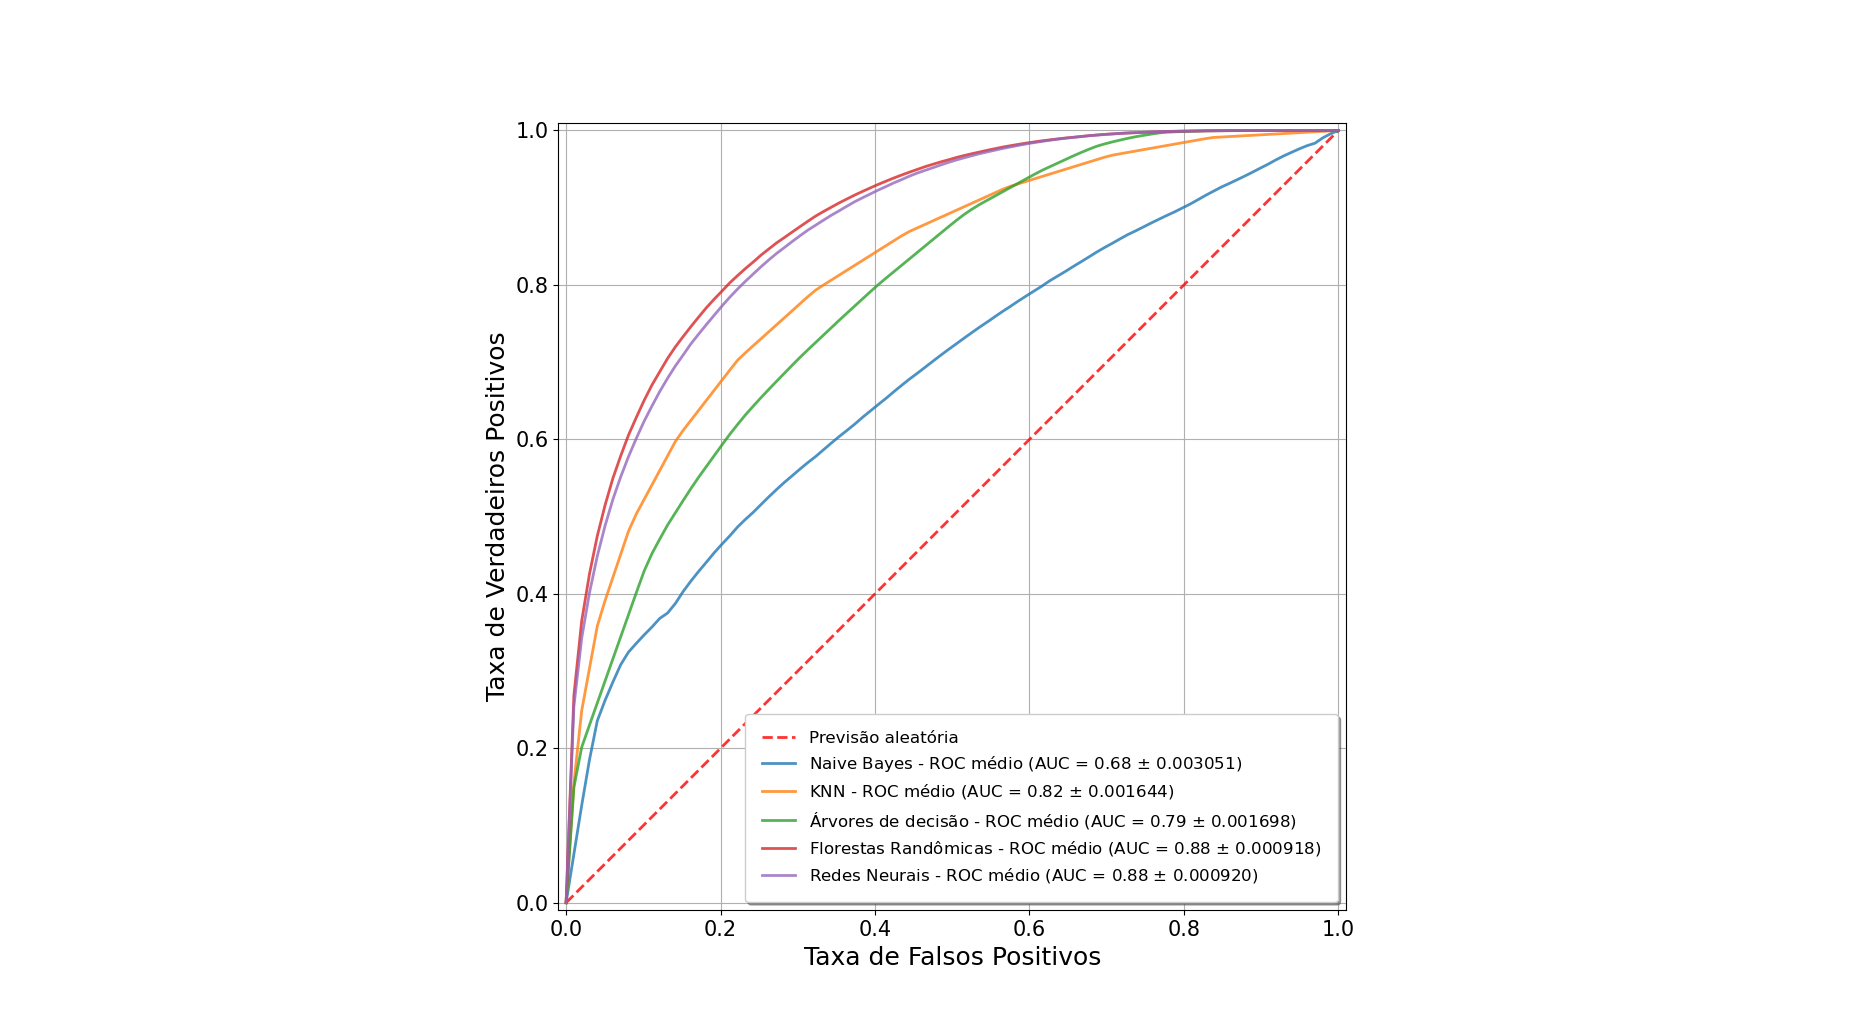 1.0
0.8
0.6
0.4
0.2
0.0
Taxa de Verdadeiros Positivos
Previsão aleatória
Naive Bayes - ROC médio (AUC = 0.68 ± 0.003051)
KNN - ROC médio (AUC = 0.82 ± 0.001644)
Árvores de decisão - ROC médio (AUC = 0.79 ± 0.001698)
Florestas Randômicas - ROC médio (AUC = 0.88 ± 0.000918)
Redes Neurais - ROC médio (AUC = 0.88 ± 0.000920)
0.0 0.2 0.4 0.6 0.8 1.0
Taxa de Falsos Positivos